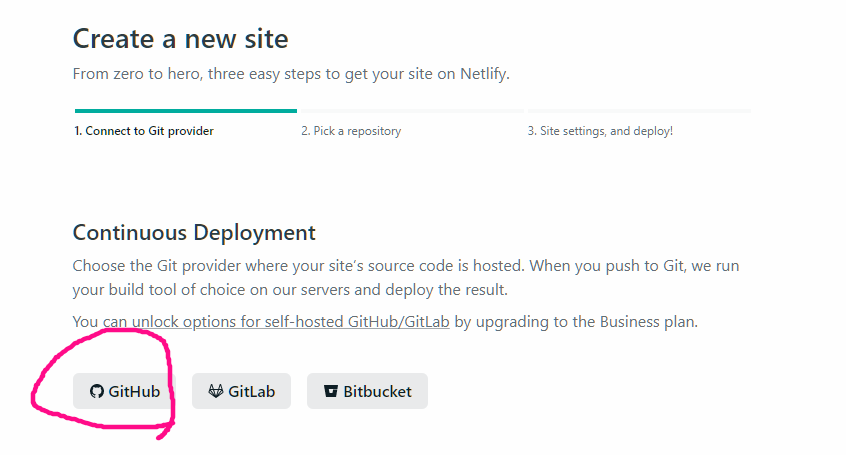 Create a new site
From zero to hero, three easy steps to get your site on Netlify.
1. Connect to Git provider
2. Pick a repository
3. Site settings, and deploy!
Continuous Deployment
Choose the Git provider where your site's source code is hosted. When you push to Git, we run
your build tool of choice on our servers and deploy the result.
You can unlock options for self-hosted GitHub/GitLab by upgrading to the Business plan.
GitHub
GitLab
Bitbucket